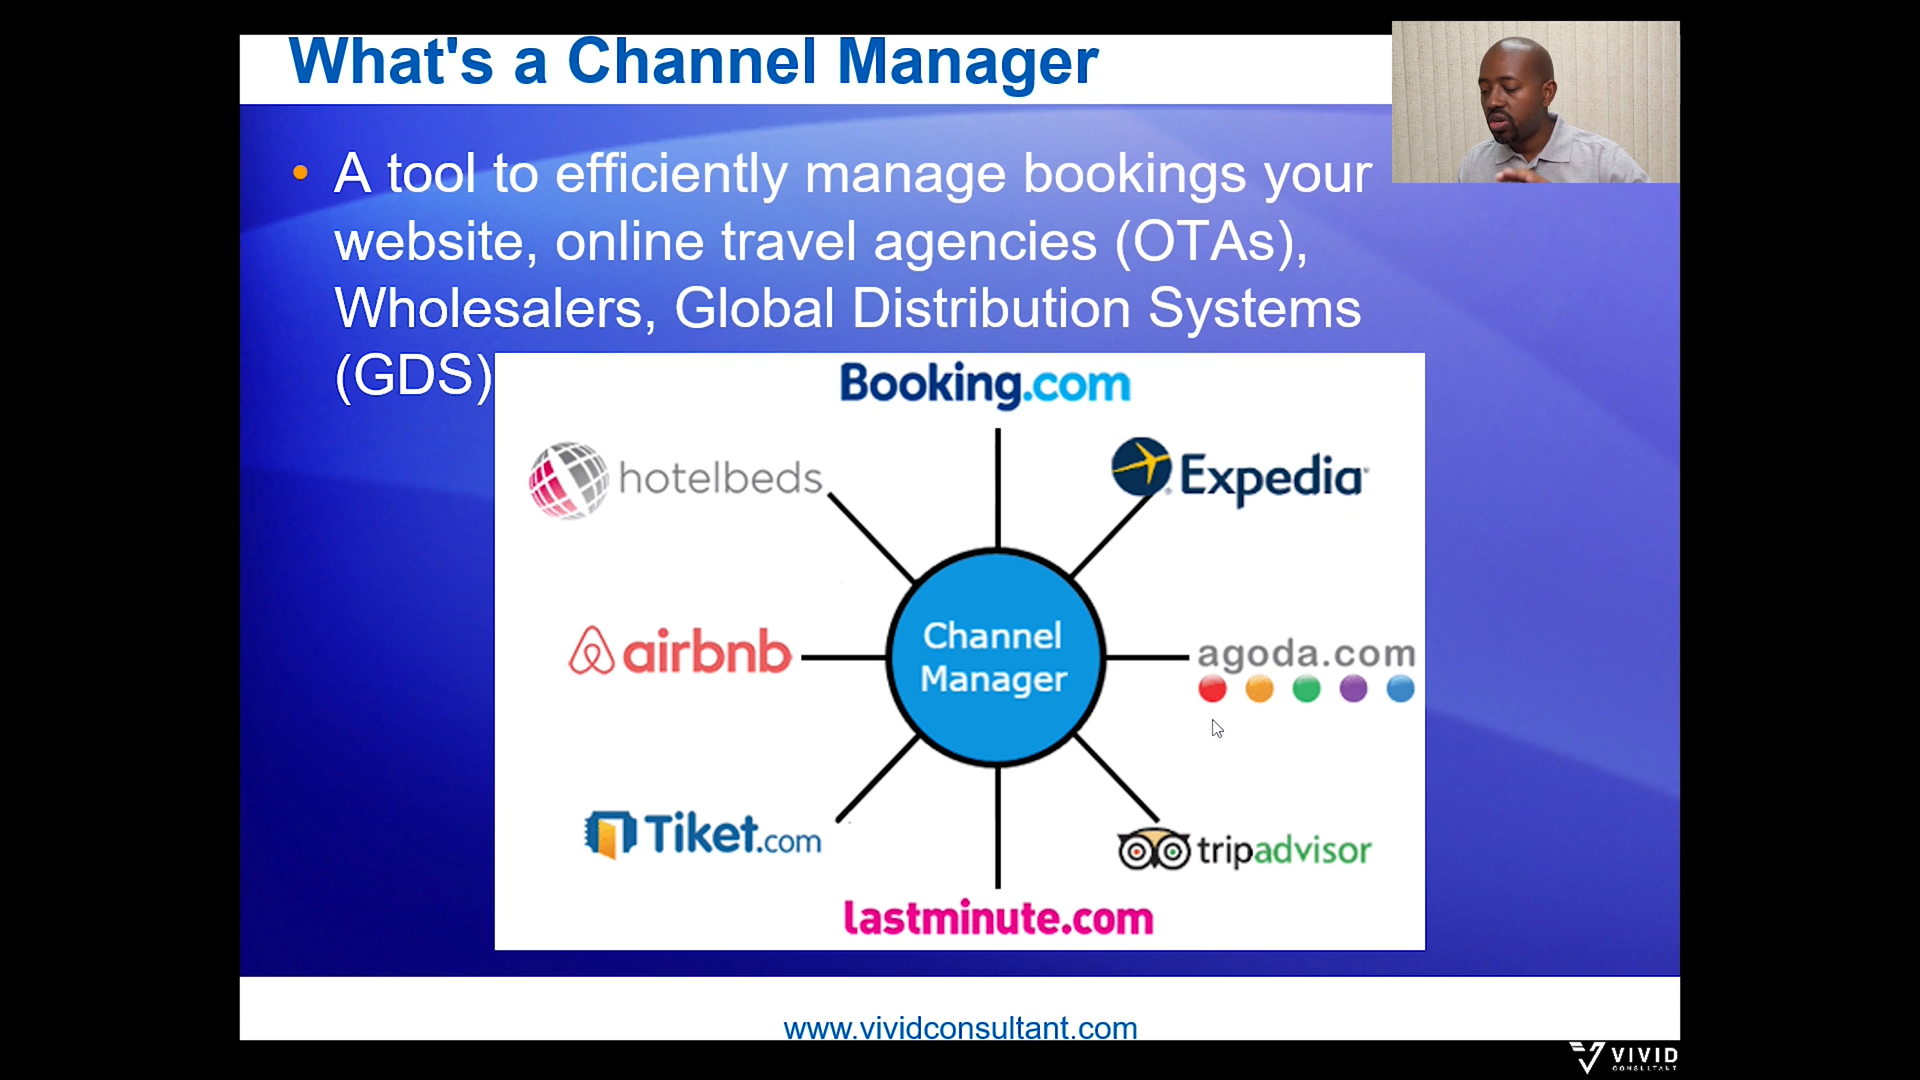 What's a Channel Manager
• A tool to efficiently manage bookings your
website, online travel agencies (OTAs),
Wholesalers, Global Distribution Systems
(GDS)
Booking.com
hotelbeds
Expedia
airbnb
Channel
Manager
agoda.com
Tiket.com
tripadvisor
lastminute.com
www.vividconsultant.com
VIVID
CONSULTANT